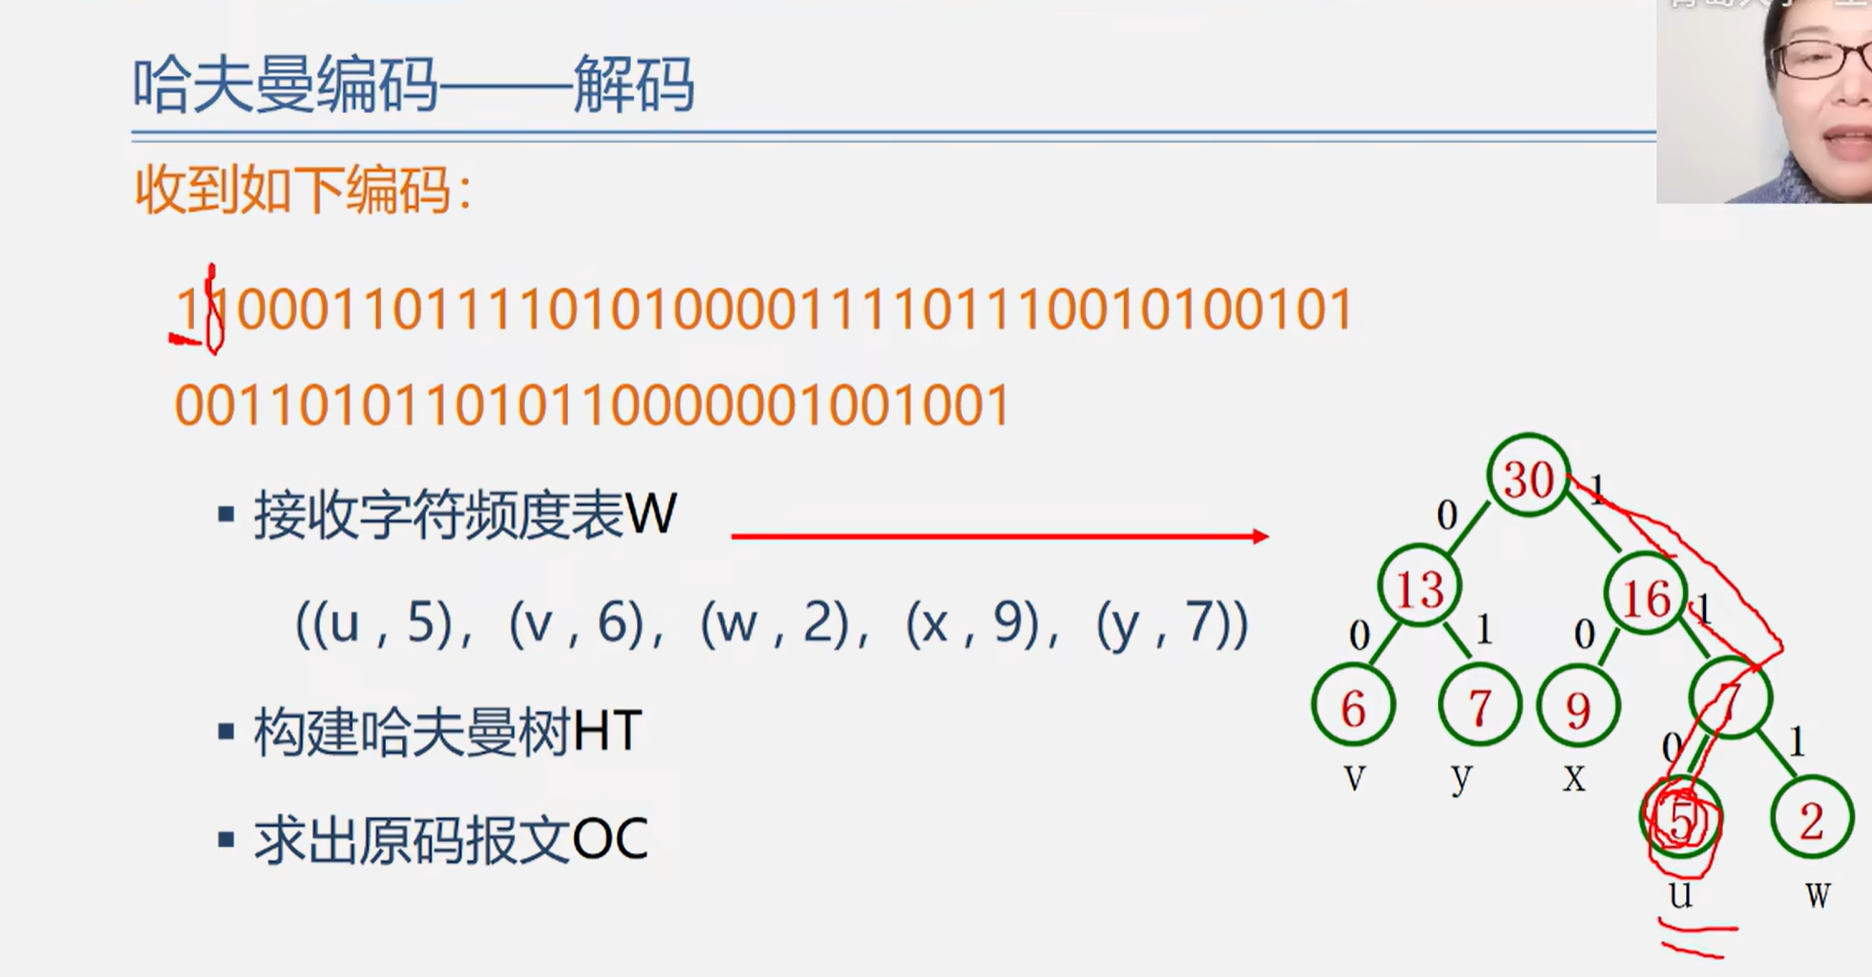 哈夫曼编码——解码
收到如下编码：
11000110111101010000111101110010100101
001101011010110000001001001
▪ 接收字符频度表W
((u , 5)，(v , 6)，(w , 2)，(x , 9)，(y , 7))
▪ 构建哈夫曼树HT
▪ 求出原码报文OC
30
0 1
13 16
0 1 0 1
6 7 9 7
v y x
0 1
5 2
u w